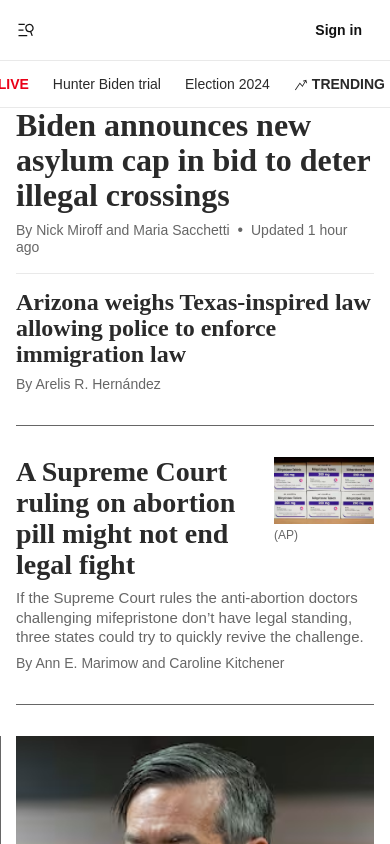 Sign in
LIVE Hunter Biden trial Election 2024 TRENDING
Biden announces new
asylum cap in bid to deter
illegal crossings
By Nick Miroff and Maria Sacchetti • Updated 1 hour
ago
Arizona weighs Texas-inspired law
allowing police to enforce
immigration law
By Arelis R. Hernández
A Supreme Court
ruling on abortion
pill might not end
legal fight
(AP)
If the Supreme Court rules the anti-abortion doctors
challenging mifepristone don’t have legal standing,
three states could try to quickly revive the challenge.
By Ann E. Marimow and Caroline Kitchener